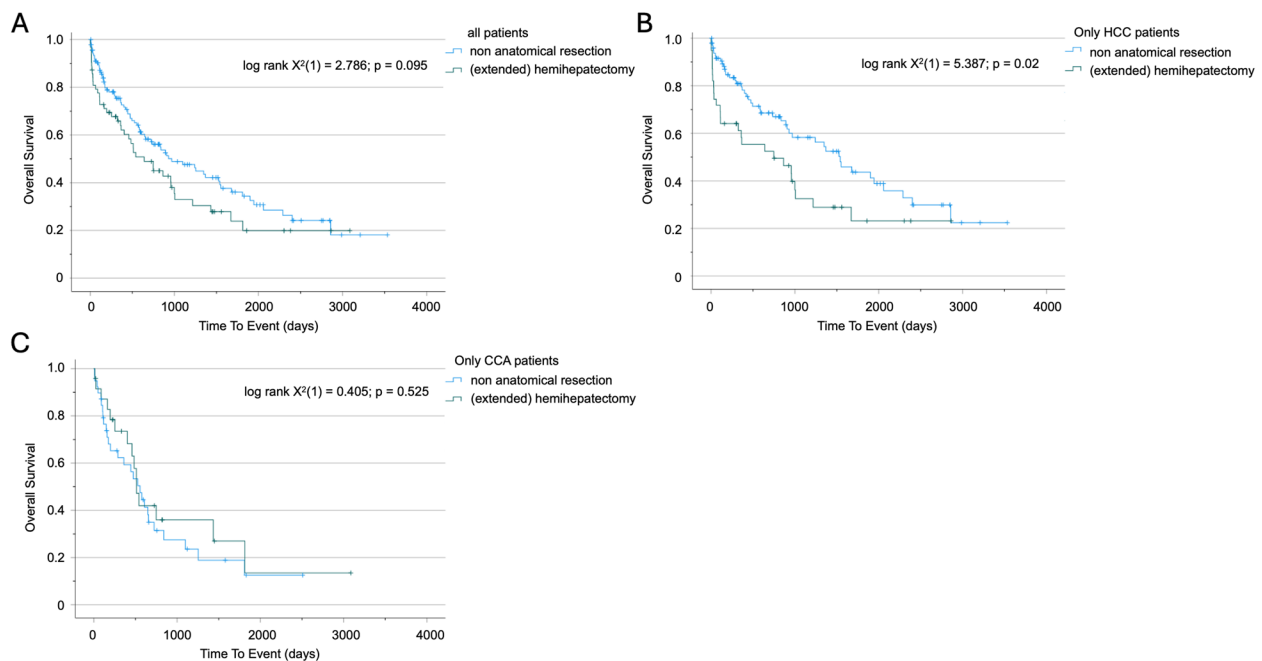 A
all patients
non anatomical resection
(extended) hemihepatectomy
log rank X²(1) = 2.786; p = 0.095
Overall Survival
1.0
0.8
0.6
0.4
0.2
0
0 1000 2000 3000 4000
Time To Event (days)
B
Only HCC patients
non anatomical resection
(extended) hemihepatectomy
log rank X²(1) = 5.387; p = 0.02
Overall Survival
1.0
0.8
0.6
0.4
0.2
0
0 1000 2000 3000 4000
Time To Event (days)
C
Only CCA patients
non anatomical resection
(extended) hemihepatectomy
log rank X²(1) = 0.405; p = 0.525
Overall Survival
1.0
0.8
0.6
0.4
0.2
0
0 1000 2000 3000 4000
Time To Event (days)